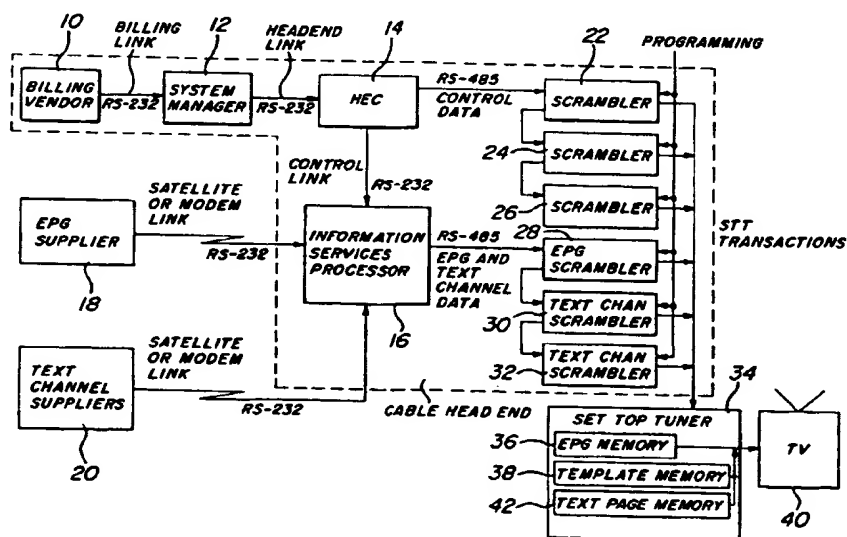 10
BILLING
LINK
12
HEADEND
LINK
14
22
PROGRAMMING
BILLING
VENDOR
RS-232
SYSTEM
MANAGER
RS-232
HEC
RS-485
CONTROL
DATA
SCRAMBLER
24
SCRAMBLER
CONTROL
LINK
RS-232
26
SCRAMBLER
STT
TRANSACTIONS
SATELLITE
OR MODEM
LINK
EPG
SUPPLIER
18
RS-232
INFORMATION
SERVICES
PROCESSOR
16
RS-485
EPG AND
TEXT
CHANNEL
DATA
28
EPG
SCRAMBLER
30
TEXT CHAN
SCRAMBLER
32
TEXT CHAN
SCRAMBLER
SATELLITE
OR MODEM
LINK
TEXT
CHANNEL
SUPPLIERS
20
RS-232
CABLE HEAD END
34
SET TOP TUNER
36
EPG MEMORY
38
TEMPLATE MEMORY
42
TEXT PAGE MEMORY
TV
40